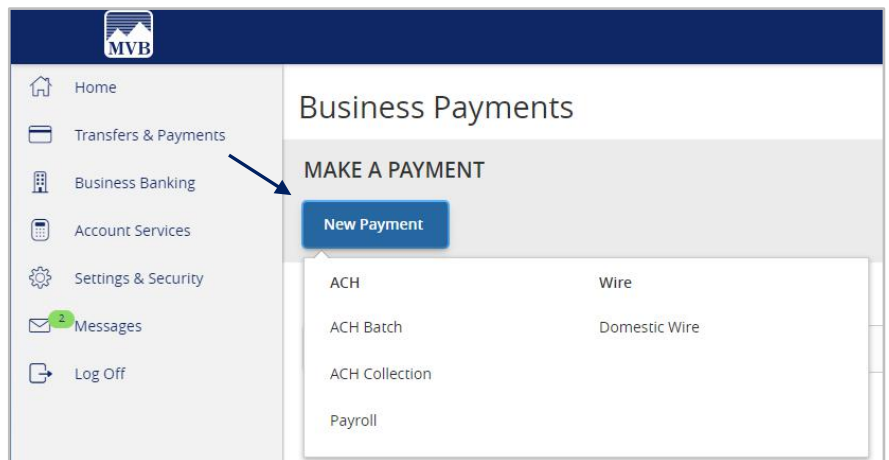 MVB
Home
Transfers & Payments
Business Banking
Account Services
Settings & Security
2 Messages
Log Off
Business Payments
MAKE A PAYMENT
New Payment
ACH Wire
ACH Batch Domestic Wire
ACH Collection
Payroll